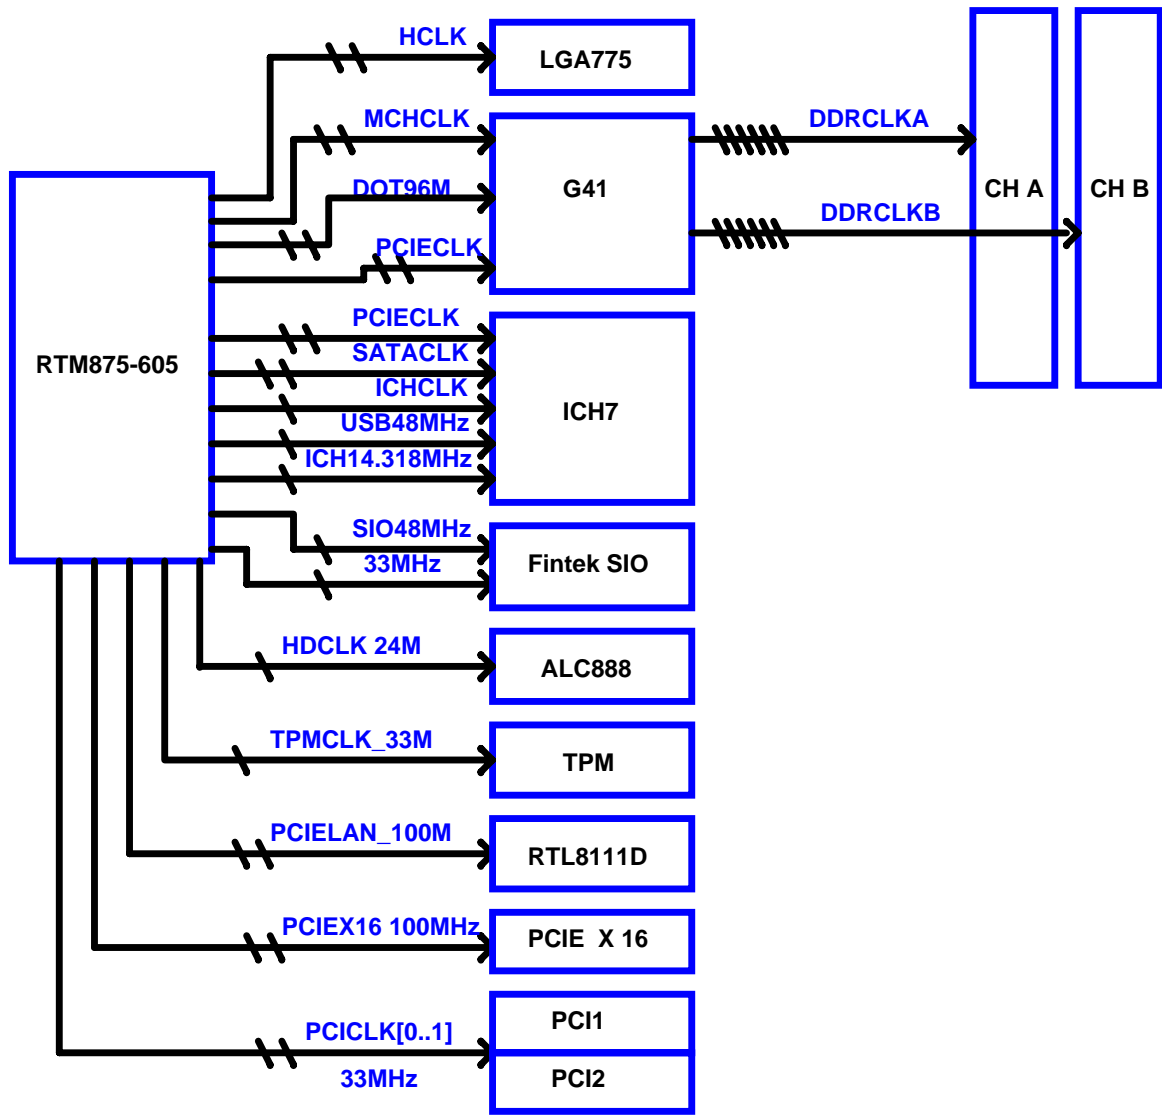 HCLK
LGA775
MCHCLK
DDRCLKA
DOT96M
G41
CH A
CH B
DDRCLKB
PCIECLK
PCIECLK
SATACLK
RTM875-605
ICHCLK
ICH7
USB48MHz
ICH14.318MHz
SIO48MHz
33MHz
Fintek SIO
HDCLK 24M
ALC888
TPMCLK_33M
TPM
PCIELAN_100M
RTL8111D
PCIEX16 100MHz
PCIE X 16
PCI1
PCICLK[0..1]
33MHz
PCI2